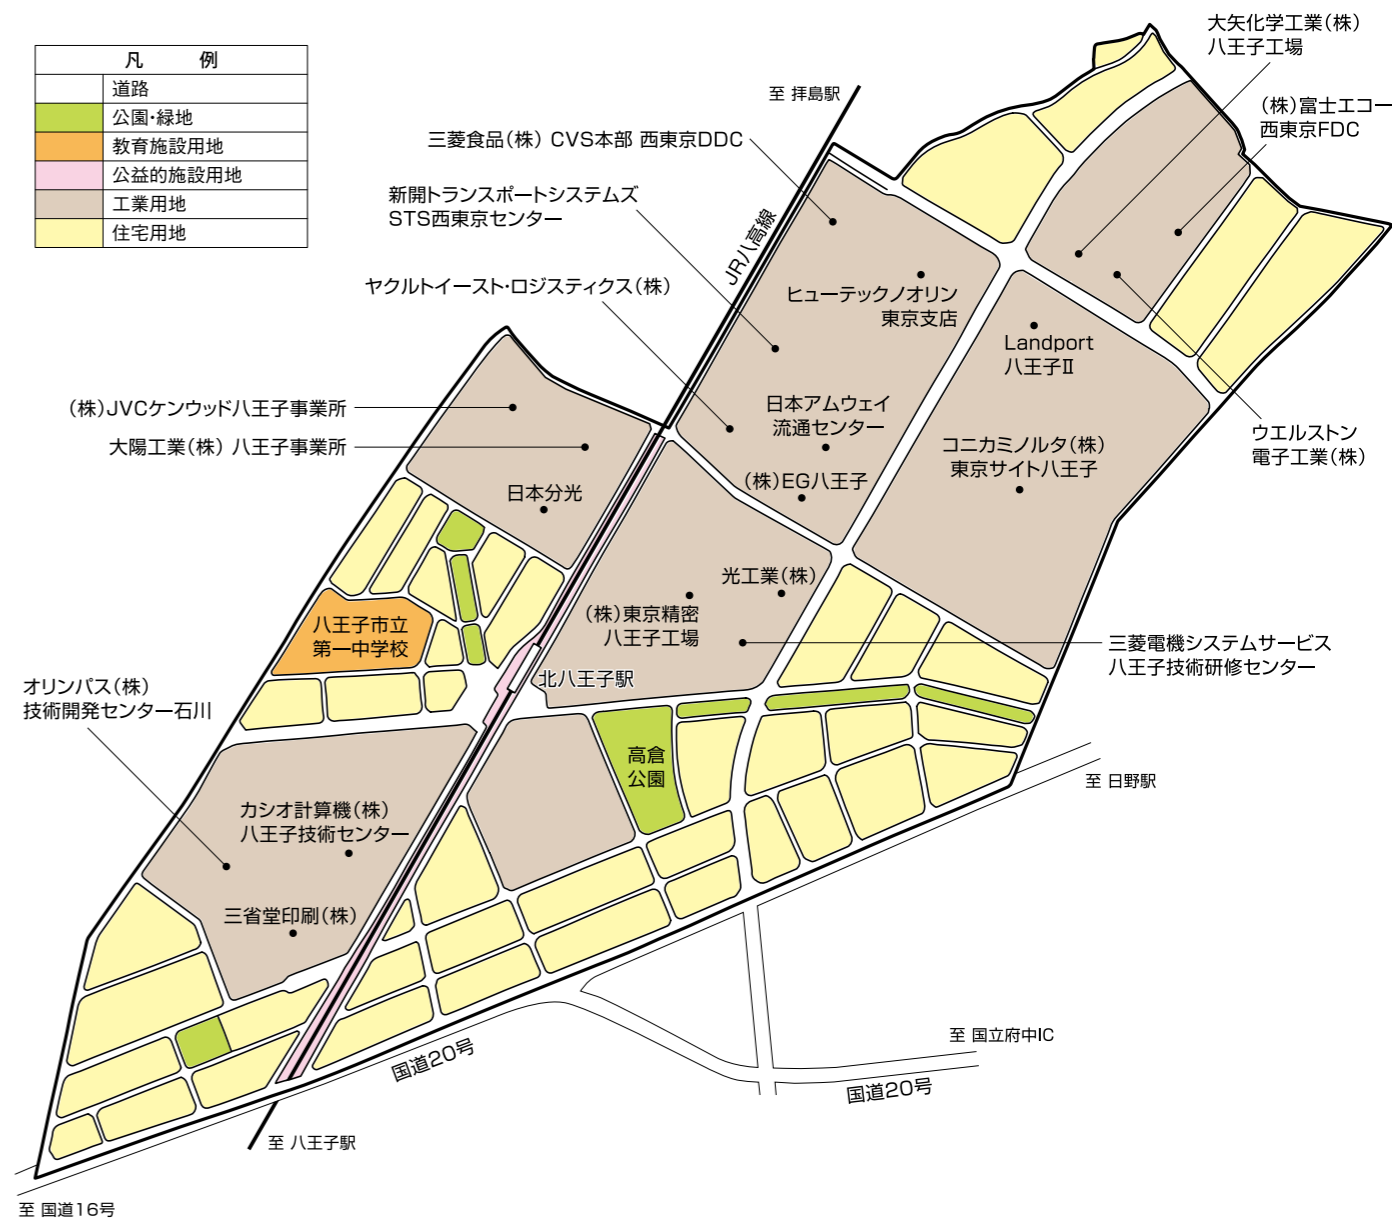 凡 例
道路
公園・緑地
教育施設用地
公益的施設用地
工業用地
住宅用地
大矢化学工業(株)
八王子工場
(株)富士エコー
西東京FDC
至 拝島駅
三菱食品(株) CVS本部 西東京DDC
新開トランスポートシステムズ
STS西東京センター
JR八高線
ヤクルトイースト・ロジスティクス(株)
ヒューテックノオリン
東京支店
Landport
八王子Ⅱ
(株)JVCケンウッド八王子事業所
大陽工業(株) 八王子事業所
日本アムウェイ
流通センター
コニカミノルタ(株)
東京サイト八王子
ウエルストン
電子工業(株)
日本分光
(株)EG八王子
光工業(株)
(株)東京精密
八王子工場
八王子市立
第一中学校
三菱電機システムサービス
八王子技術研修センター
北八王子駅
オリンパス(株)
技術開発センター石川
高倉
公園
至 日野駅
カシオ計算機(株)
八王子技術センター
三省堂印刷(株)
至 国立府中IC
国道20号
国道20号
至 八王子駅
至 国道16号